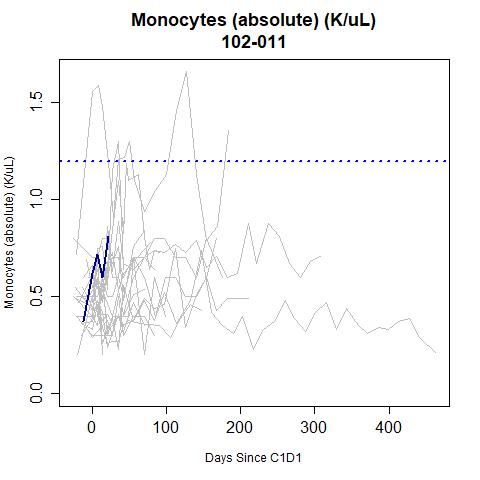 Monocytes (absolute) (K/uL)
102-011
Monocytes (absolute) (K/uL)
1.5
1.0
0.5
0.0
0 100 200 300 400
Days Since C1D1